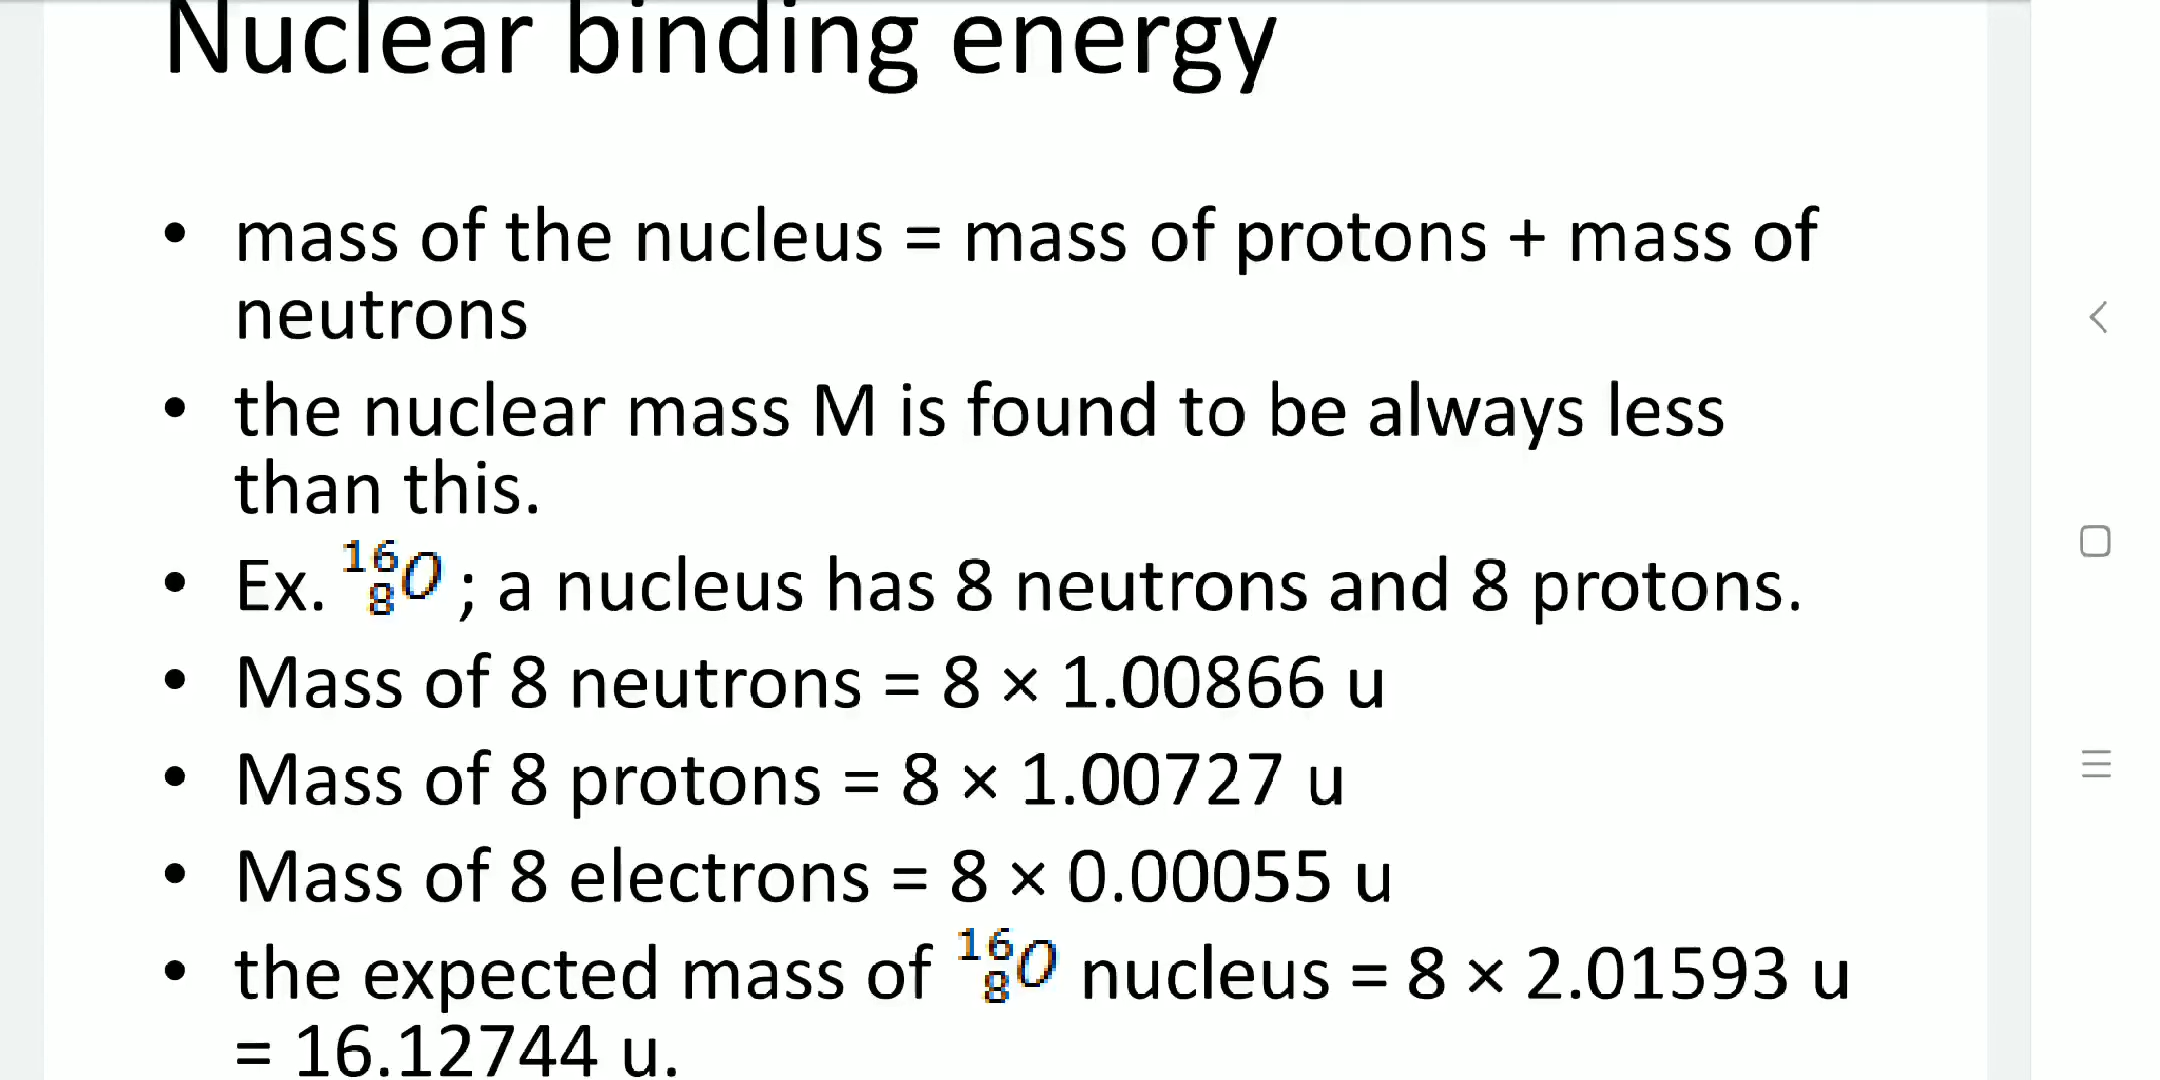 Nuclear binding energy
• mass of the nucleus = mass of protons + mass of
neutrons
• the nuclear mass M is found to be always less
than this.
• Ex. ¹⁶₈O ; a nucleus has 8 neutrons and 8 protons.
• Mass of 8 neutrons = 8 × 1.00866 u
• Mass of 8 protons = 8 × 1.00727 u
• Mass of 8 electrons = 8 × 0.00055 u
• the expected mass of ¹⁶₈O nucleus = 8 × 2.01593 u
= 16.12744 u.